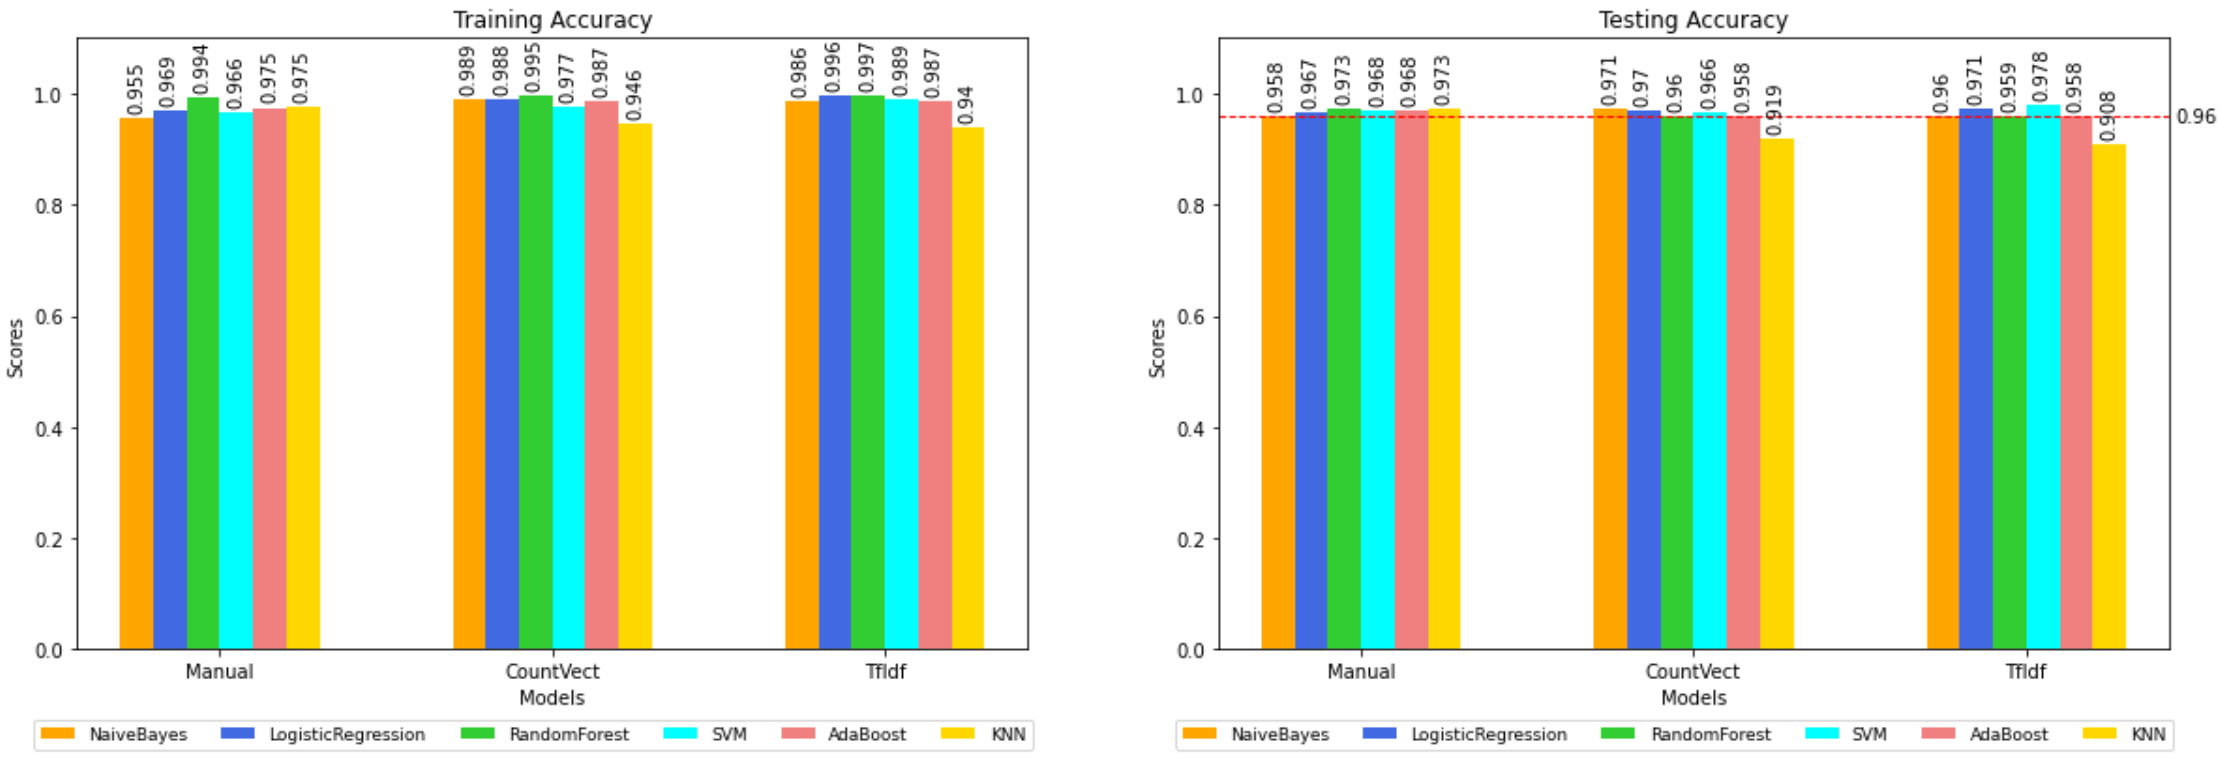 Training Accuracy
0.955 0.969 0.994 0.966 0.975 0.975 0.989 0.988 0.995 0.977 0.987 0.946 0.986 0.996 0.997 0.989 0.987 0.94
1.0
0.8
0.6
0.4
0.2
0.0
Scores
Manual CountVect TfIdf
Models
NaiveBayes LogisticRegression RandomForest SVM AdaBoost KNN
Testing Accuracy
0.958 0.967 0.973 0.968 0.968 0.973 0.971 0.97 0.96 0.966 0.958 0.919 0.96 0.971 0.959 0.978 0.958 0.908
1.0
0.8
0.6
0.4
0.2
0.0
0.96
Scores
Manual CountVect TfIdf
Models
NaiveBayes LogisticRegression RandomForest SVM AdaBoost KNN